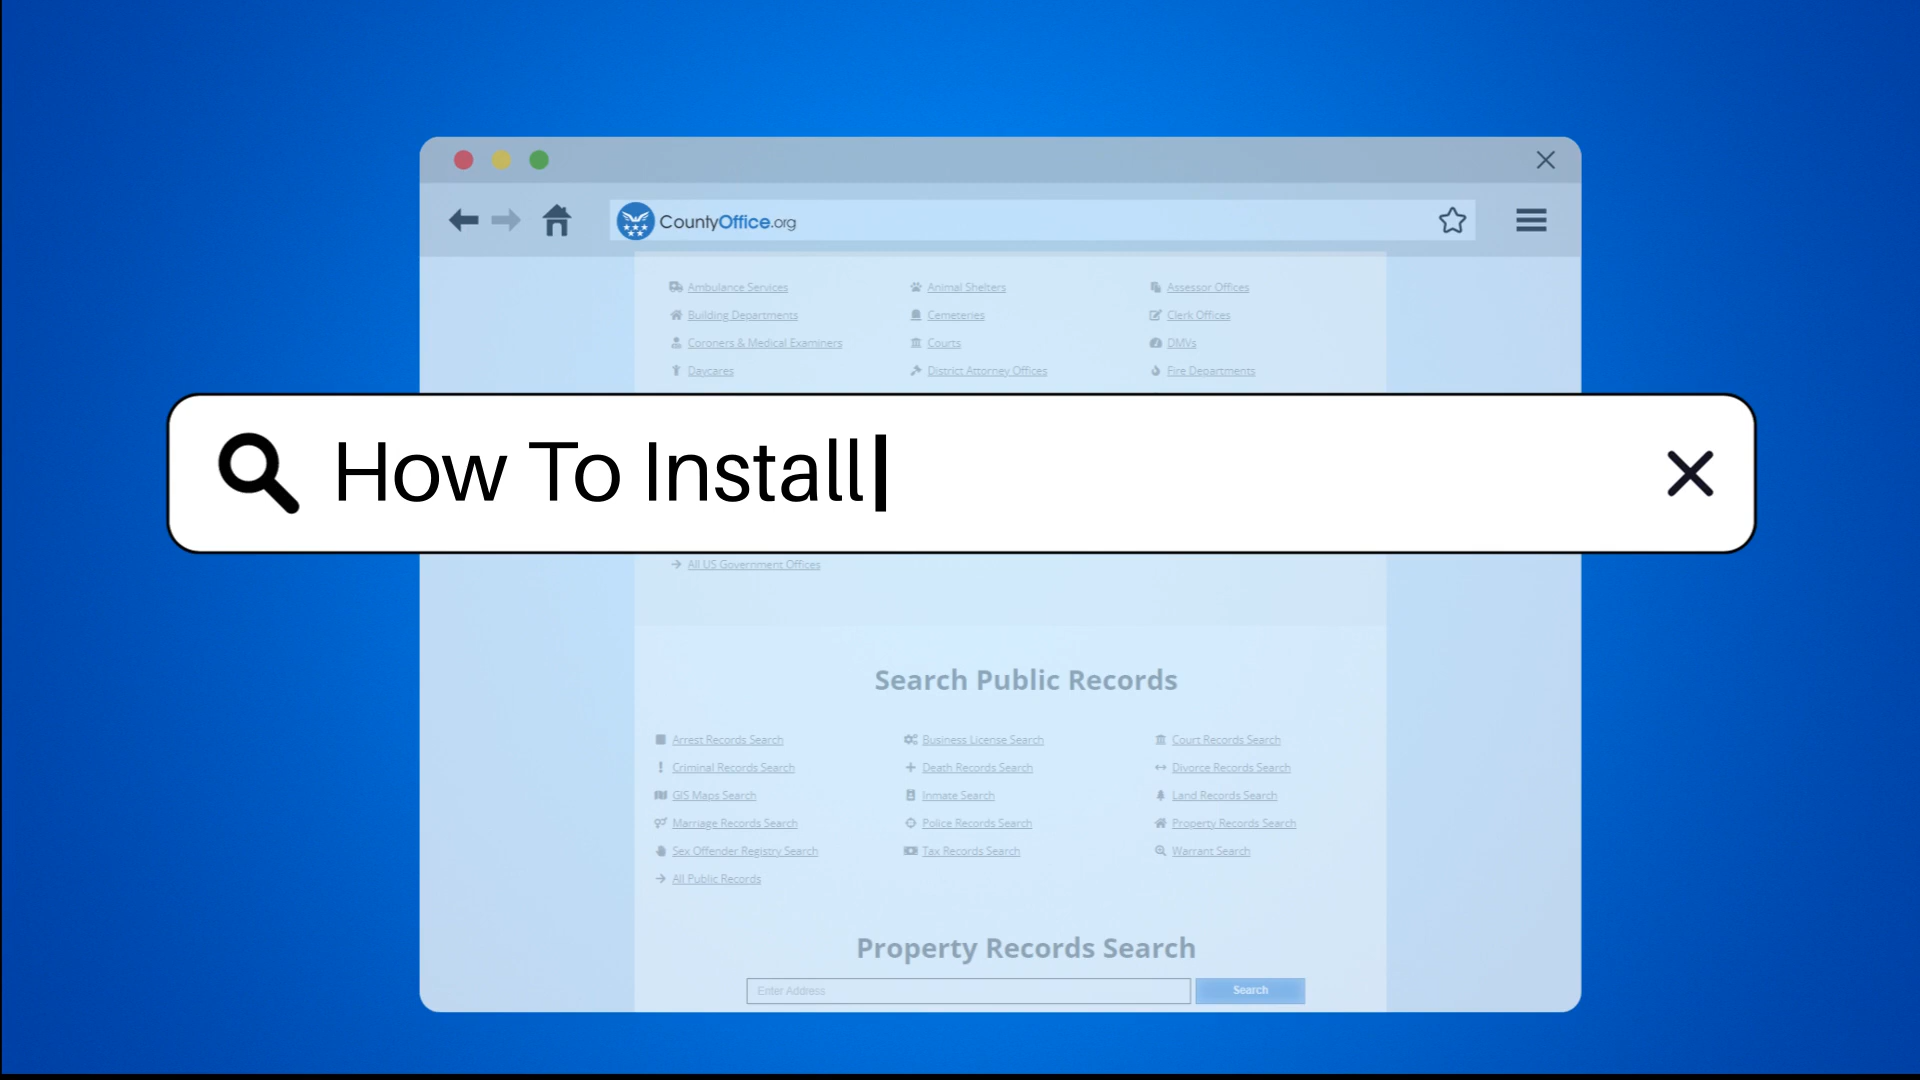 CountyOffice.org
Ambulance Services Animal Shelters Assessor Offices
Building Departments Cemeteries Clerk Offices
Coroners & Medical Examiners Courts DMVs
Daycares District Attorney Offices Fire Departments
How To Install
All US Government Offices
Search Public Records
Arrest Records Search Business License Search Court Records Search
Criminal Records Search Death Records Search Divorce Records Search
GIS Maps Search Inmate Search Land Records Search
Marriage Records Search Police Records Search Property Records Search
Sex Offender Registry Search Tax Records Search Warrant Search
All Public Records
Property Records Search
Enter Address Search